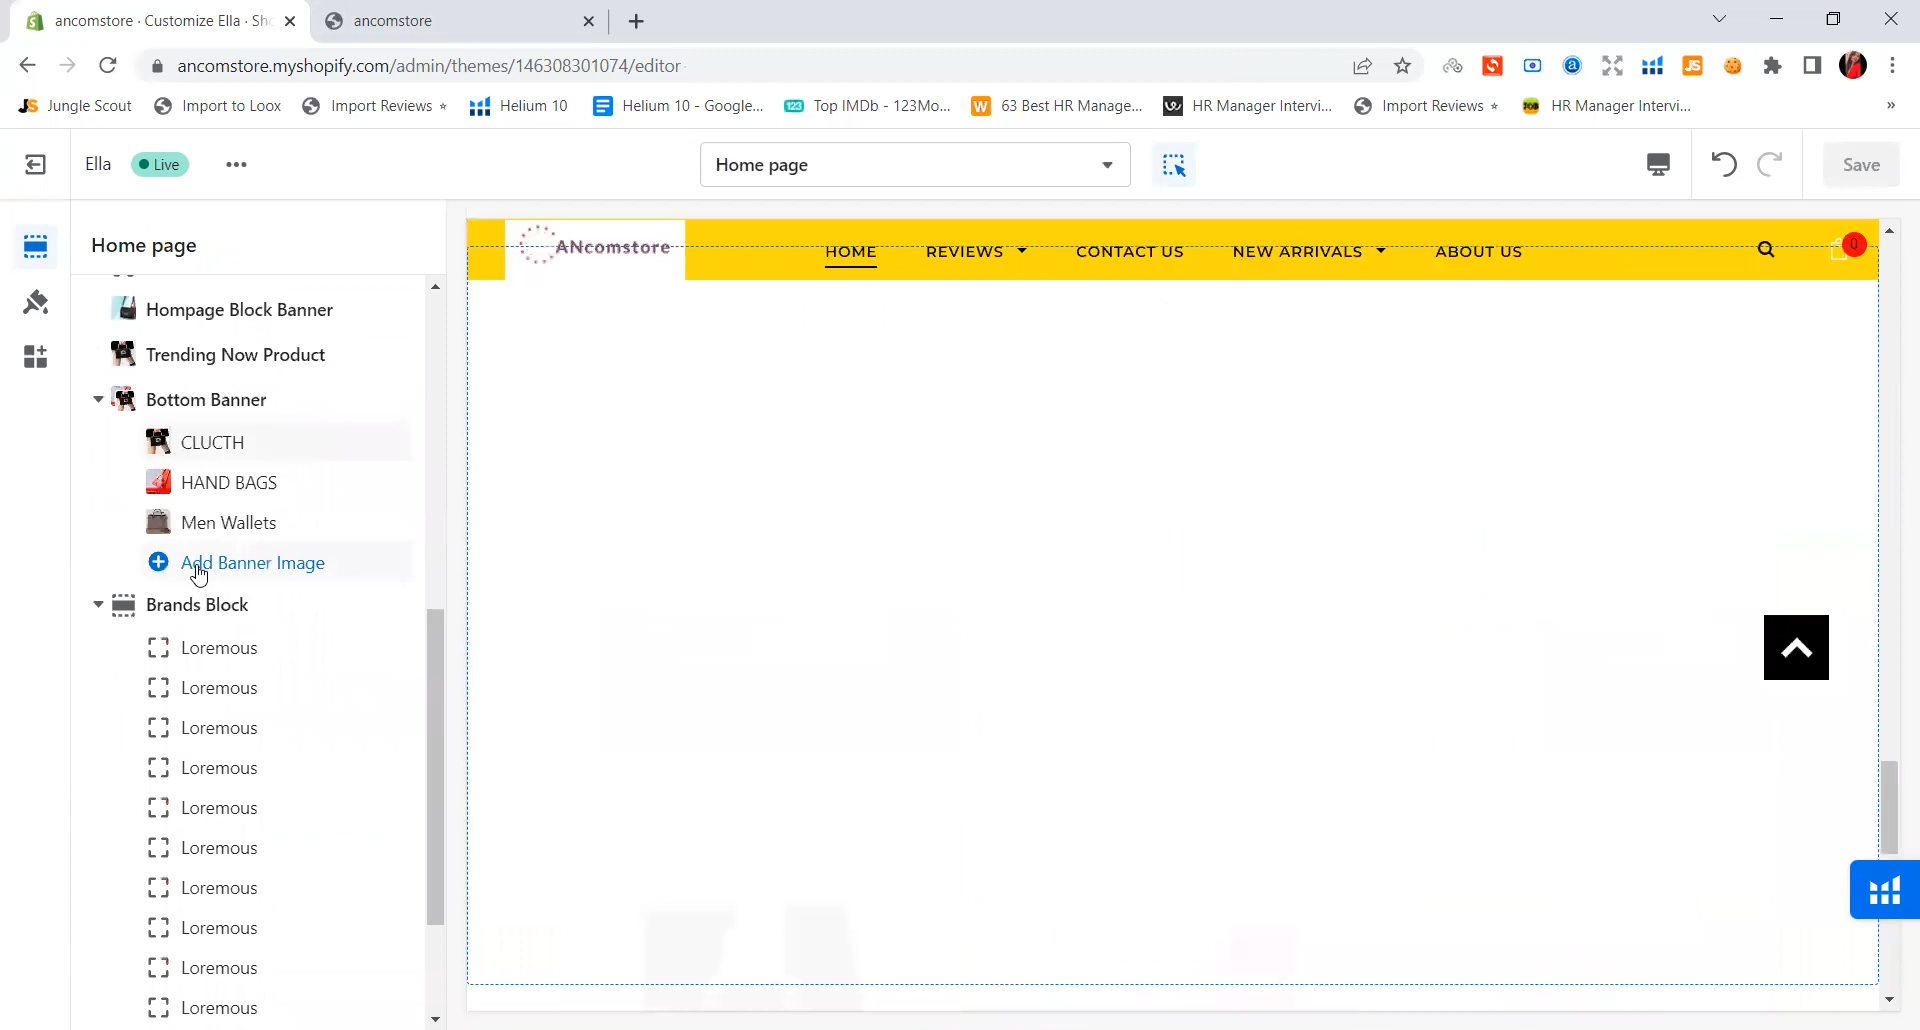 ancomstore · Customize Ella · Sh
ancomstore
ancomstore.myshopify.com/admin/themes/146308301074/editor
JS Jungle Scout
Import to Loox
Import Reviews
Helium 10
Helium 10 - Google...
123 Top IMDb - 123Mo...
W 63 Best HR Manage...
HR Manager Intervi...
Import Reviews
JOB HR Manager Intervi...
»
Ella
Live
Home page
Save
Home page
Hompage Block Banner
Trending Now Product
Bottom Banner
CLUCTH
HAND BAGS
Men Wallets
Add Banner Image
Brands Block
Loremous
Loremous
Loremous
Loremous
Loremous
Loremous
Loremous
Loremous
Loremous
Loremous
ANcomstore
HOME
REVIEWS
CONTACT US
NEW ARRIVALS
ABOUT US
0